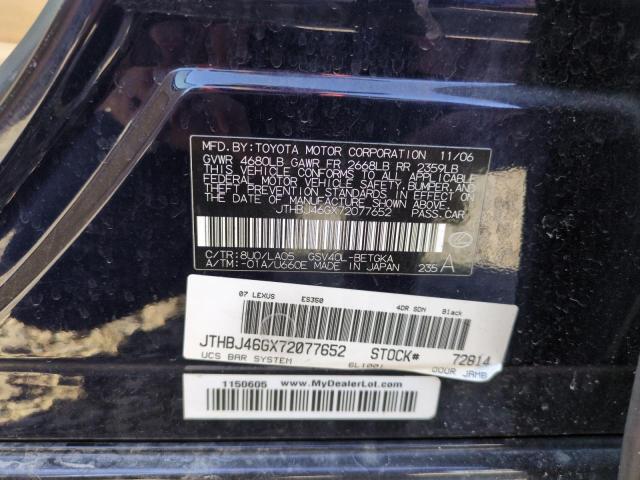 MFD. BY: TOYOTA MOTOR CORPORATION 11/06
GVWR 4680LB GAWR FR 2668LB RR 2359LB
THIS VEHICLE CONFORMS TO ALL APPLICABLE
FEDERAL MOTOR VEHICLE SAFETY, BUMPER, AND
THEFT PREVENTION STANDARDS IN EFFECT ON
THE DATE OF MANUFACTURE SHOWN ABOVE.
JTHBJ46GX72077652 PASS.CAR
C/TR: 8U0/LA05 GSV40L-BETGKA
A/TM: -01A/U660E MADE IN JAPAN 235 A
07 LEXUS ES350 4DR SDN Black
JTHBJ46GX72077652 STOCK# 72814
UCS BAR SYSTEM 6L1001 DOOR JAMB
1150605 www.MyDealerLot.com